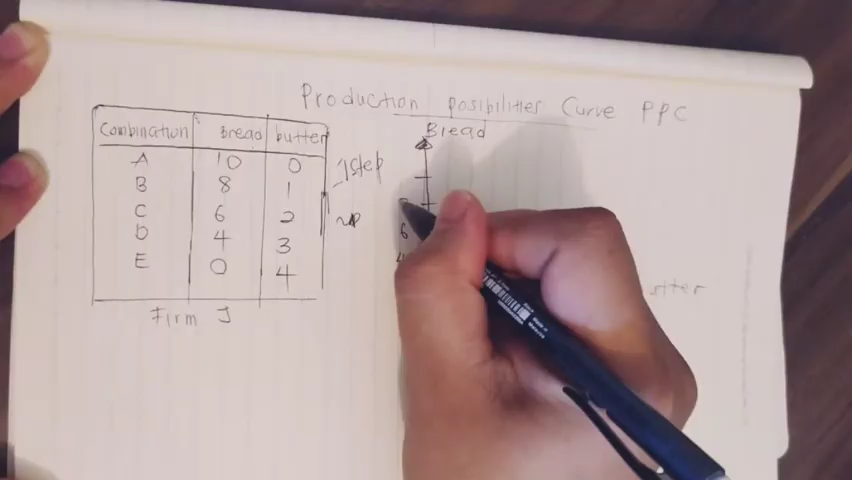 Production posibilities Curve PPC
Combination Bread butter
A 10 0
B 8 1
C 6 2
D 4 3
E 0 4
Firm J
1step
Bread
6